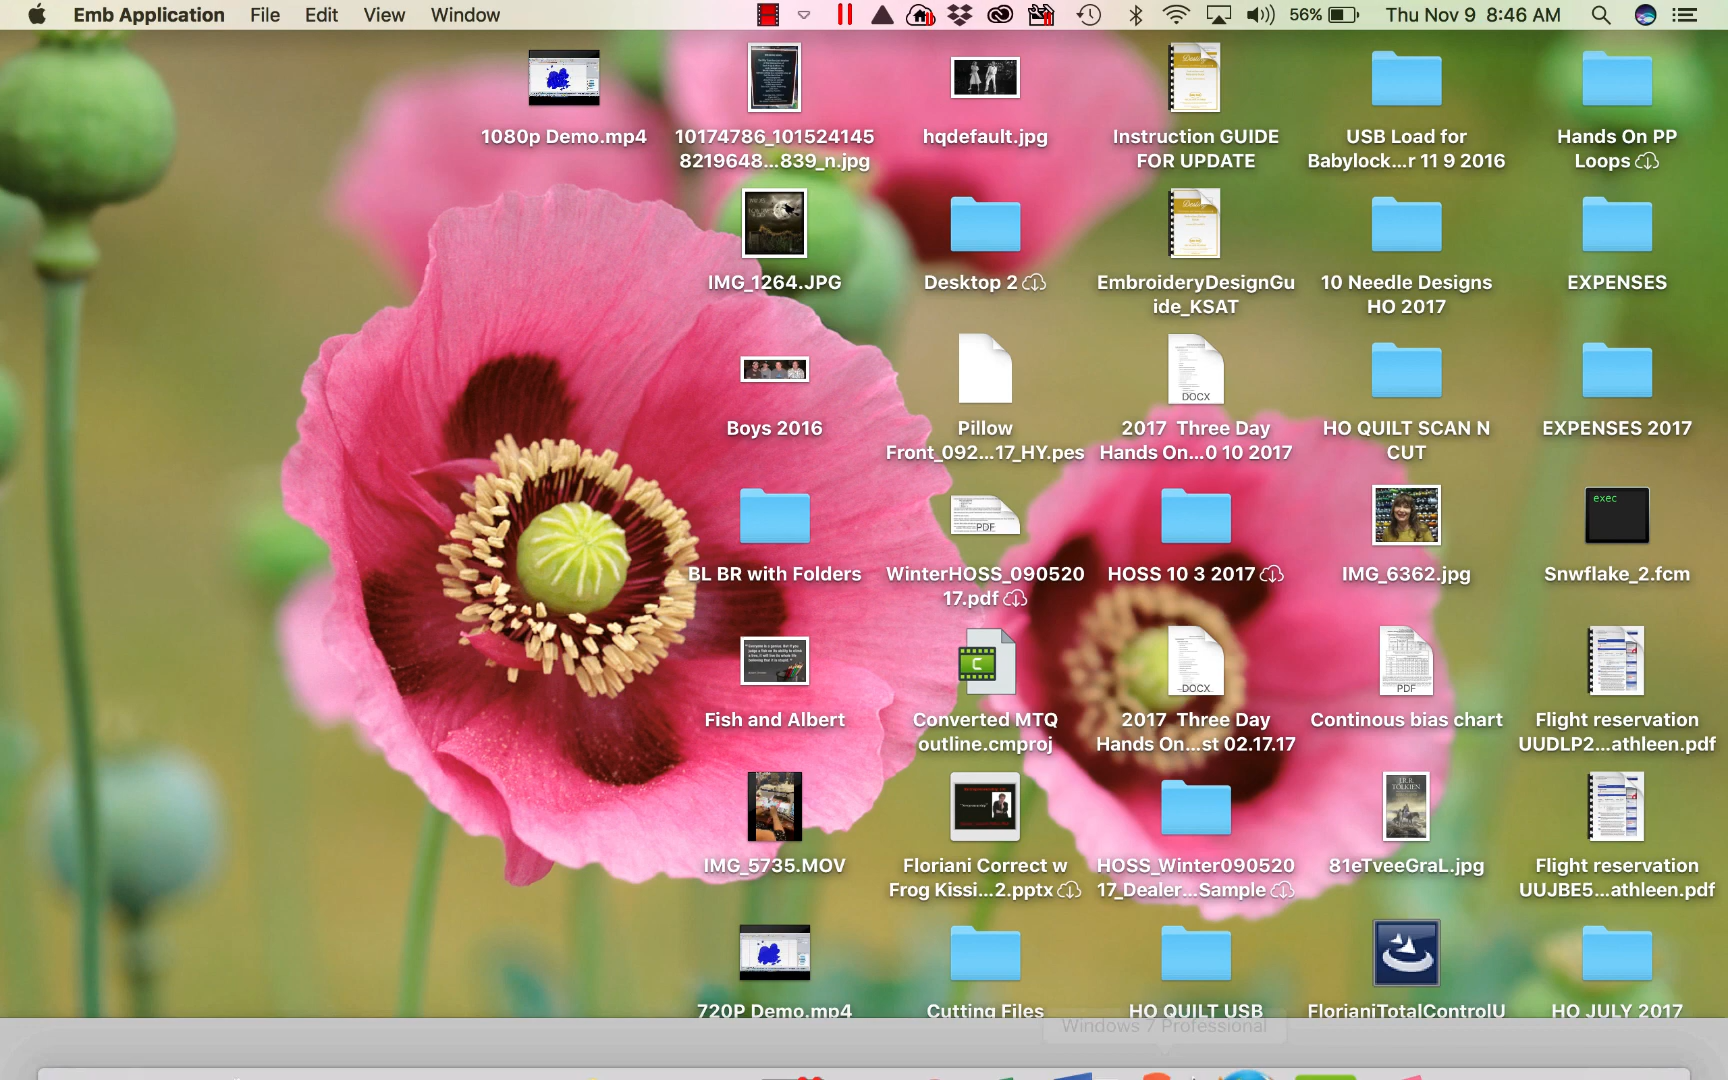 Emb Application File Edit View Window 56% Thu Nov 9 8:46 AM
1080p Demo.mp4
10174786_101524145
8219648...839_n.jpg
hqdefault.jpg
Instruction GUIDE
FOR UPDATE
USB Load for
Babylock...r 11 9 2016
Hands On PP
Loops
IMG_1264.JPG
Desktop 2
EmbroideryDesignGu
ide_KSAT
10 Needle Designs
HO 2017
EXPENSES
Boys 2016
Pillow
Front_092...17_HY.pes
DOCX
2017 Three Day
Hands On...0 10 2017
HO QUILT SCAN N
CUT
EXPENSES 2017
BL BR with Folders
PDF
WinterHOSS_090520
17.pdf
HOSS 10 3 2017
IMG_6362.jpg
exec
Snwflake_2.fcm
Fish and Albert
C
Converted MTQ
outline.cmproj
DOCX
2017 Three Day
Hands On...st 02.17.17
PDF
Continous bias chart
Flight reservation
UUDLP2...athleen.pdf
IMG_5735.MOV
Floriani Correct w
Frog Kissi...2.pptx
HOSS_Winter090520
17_Dealer...Sample
TOLKIEN
81eTveeGraL.jpg
Flight reservation
UUJBE5...athleen.pdf
720P Demo.mp4
Cutting Files
HO QUILT USB
FlorianiTotalControlU
HO JULY 2017
Windows 7 Professional